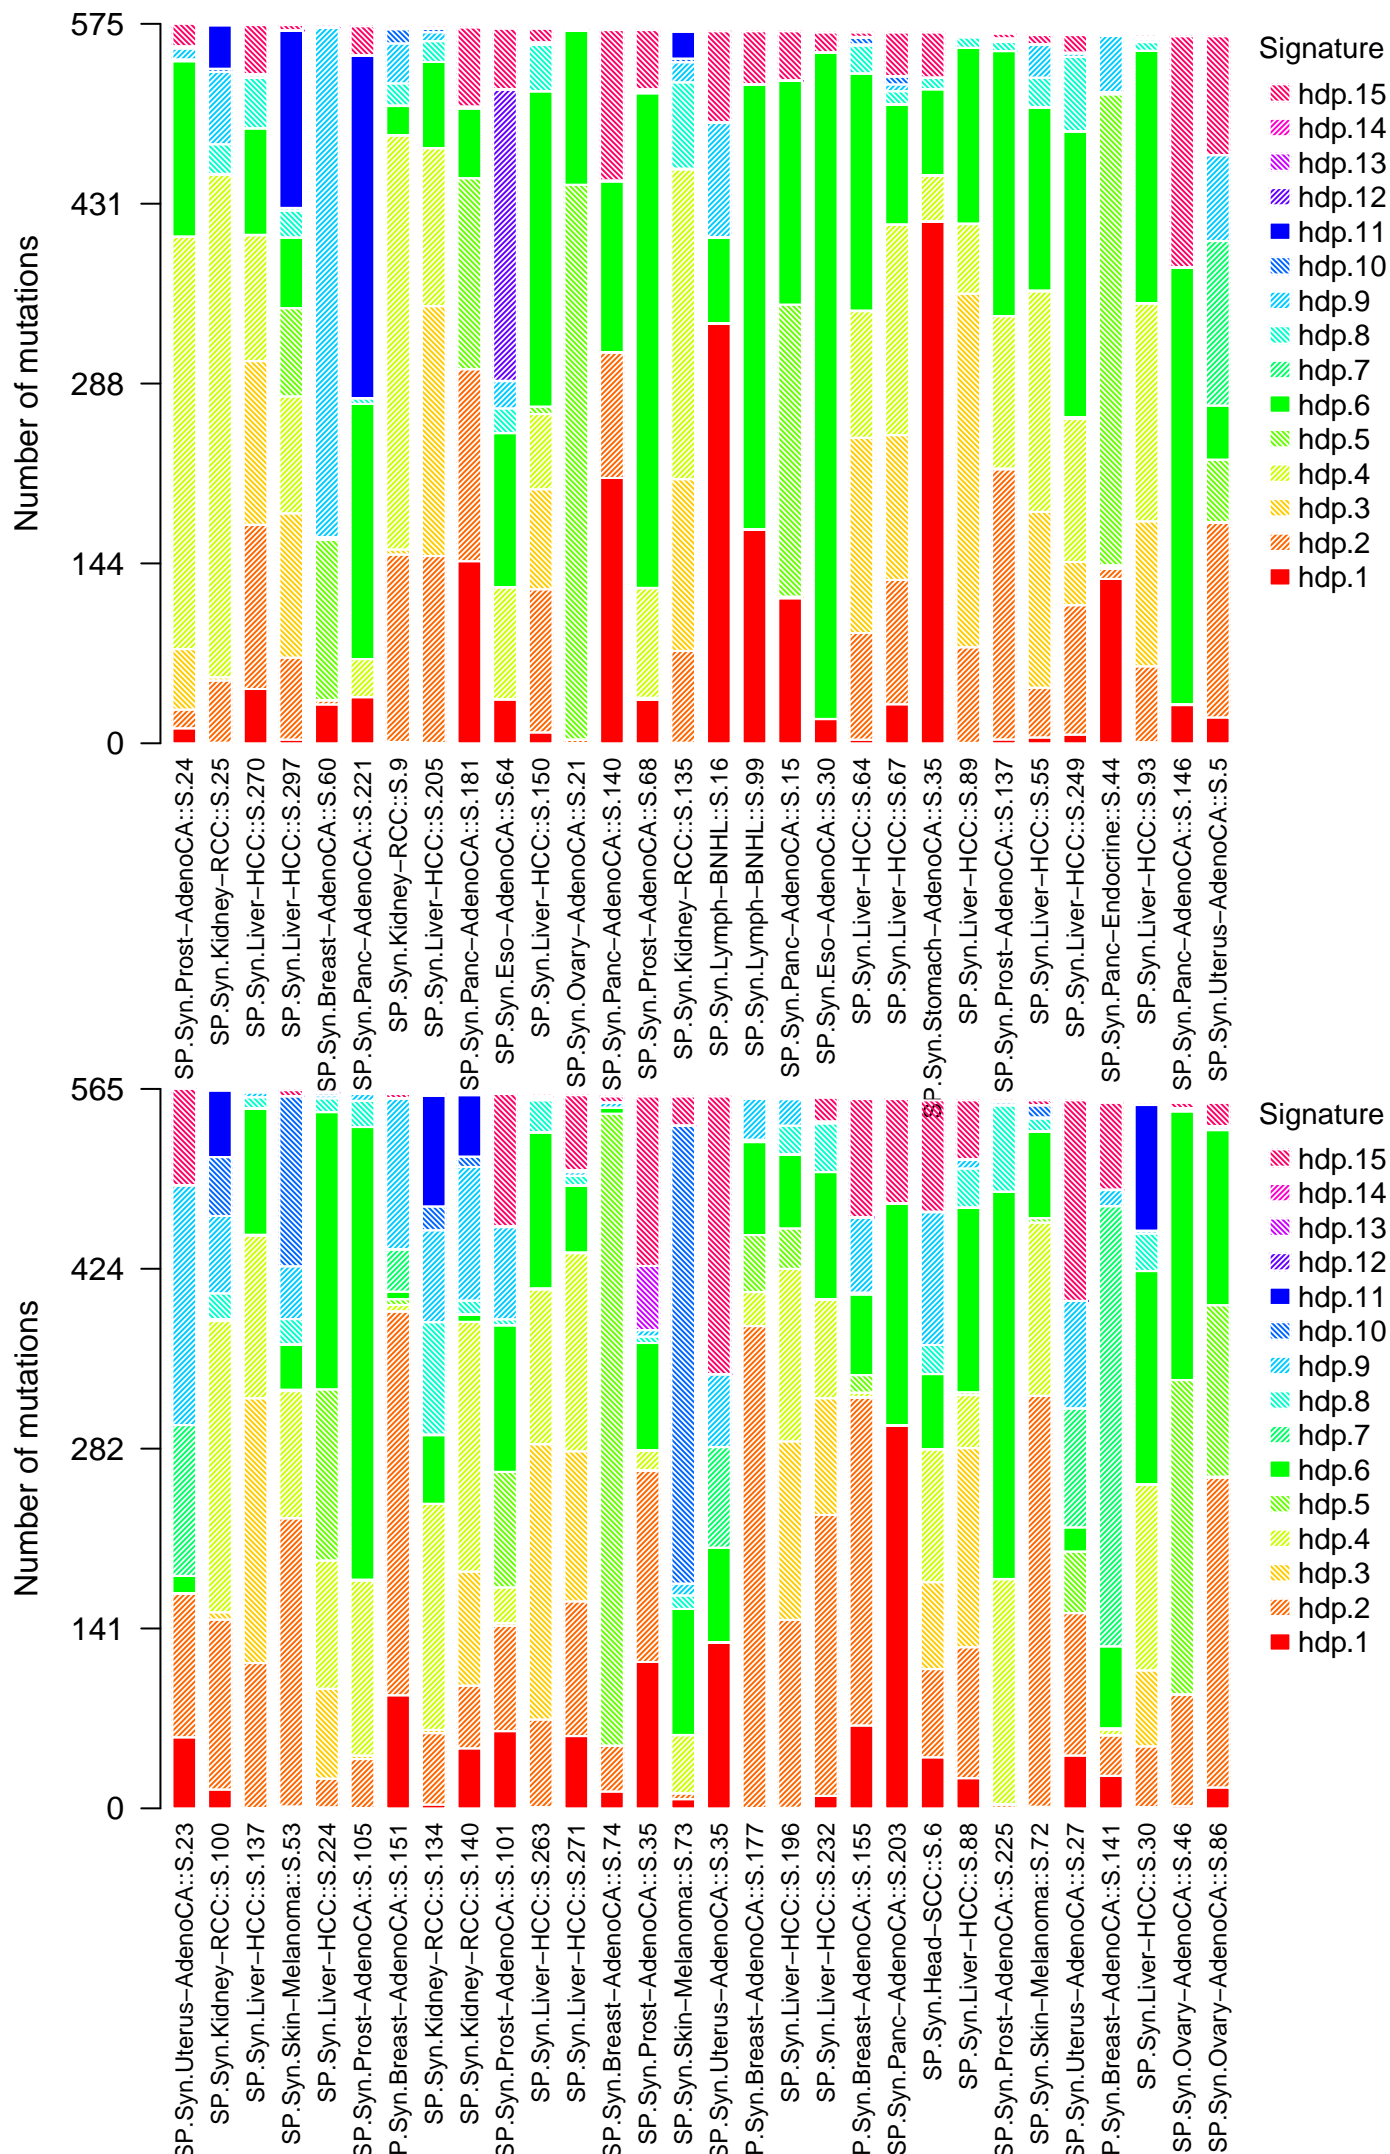 575
431
288
144
0
Number of mutations
Signature
hdp.15
hdp.14
hdp.13
hdp.12
hdp.11
hdp.10
hdp.9
hdp.8
hdp.7
hdp.6
hdp.5
hdp.4
hdp.3
hdp.2
hdp.1
SP.Syn.Prost−AdenoCA::S.24
SP.Syn.Kidney−RCC::S.25
SP.Syn.Liver−HCC::S.270
SP.Syn.Liver−HCC::S.297
SP.Syn.Breast−AdenoCA::S.60
SP.Syn.Panc−AdenoCA::S.221
SP.Syn.Kidney−RCC::S.9
SP.Syn.Liver−HCC::S.205
SP.Syn.Panc−AdenoCA::S.181
SP.Syn.Eso−AdenoCA::S.64
SP.Syn.Liver−HCC::S.150
SP.Syn.Ovary−AdenoCA::S.21
SP.Syn.Panc−AdenoCA::S.140
SP.Syn.Prost−AdenoCA::S.68
SP.Syn.Kidney−RCC::S.135
SP.Syn.Lymph−BNHL::S.16
SP.Syn.Lymph−BNHL::S.99
SP.Syn.Panc−AdenoCA::S.15
SP.Syn.Eso−AdenoCA::S.30
SP.Syn.Liver−HCC::S.64
SP.Syn.Liver−HCC::S.67
SP.Syn.Stomach−AdenoCA::S.35
SP.Syn.Liver−HCC::S.89
SP.Syn.Prost−AdenoCA::S.137
SP.Syn.Liver−HCC::S.55
SP.Syn.Liver−HCC::S.249
SP.Syn.Panc−Endocrine::S.44
SP.Syn.Liver−HCC::S.93
SP.Syn.Panc−AdenoCA::S.146
SP.Syn.Uterus−AdenoCA::S.5
565
424
282
141
0
Number of mutations
Signature
hdp.15
hdp.14
hdp.13
hdp.12
hdp.11
hdp.10
hdp.9
hdp.8
hdp.7
hdp.6
hdp.5
hdp.4
hdp.3
hdp.2
hdp.1
SP.Syn.Uterus−AdenoCA::S.23
SP.Syn.Kidney−RCC::S.100
SP.Syn.Liver−HCC::S.137
SP.Syn.Skin−Melanoma::S.53
SP.Syn.Liver−HCC::S.224
SP.Syn.Prost−AdenoCA::S.105
SP.Syn.Breast−AdenoCA::S.151
SP.Syn.Kidney−RCC::S.134
SP.Syn.Kidney−RCC::S.140
SP.Syn.Prost−AdenoCA::S.101
SP.Syn.Liver−HCC::S.263
SP.Syn.Liver−HCC::S.271
SP.Syn.Breast−AdenoCA::S.74
SP.Syn.Prost−AdenoCA::S.35
SP.Syn.Skin−Melanoma::S.73
SP.Syn.Uterus−AdenoCA::S.35
P.Syn.Breast−AdenoCA::S.177
SP.Syn.Liver−HCC::S.196
SP.Syn.Liver−HCC::S.232
P.Syn.Breast−AdenoCA::S.155
SP.Syn.Panc−AdenoCA::S.203
SP.Syn.Head−SCC::S.6
SP.Syn.Liver−HCC::S.88
SP.Syn.Prost−AdenoCA::S.225
SP.Syn.Skin−Melanoma::S.72
SP.Syn.Uterus−AdenoCA::S.27
P.Syn.Breast−AdenoCA::S.141
SP.Syn.Liver−HCC::S.30
SP.Syn.Ovary−AdenoCA::S.46
SP.Syn.Ovary−AdenoCA::S.86